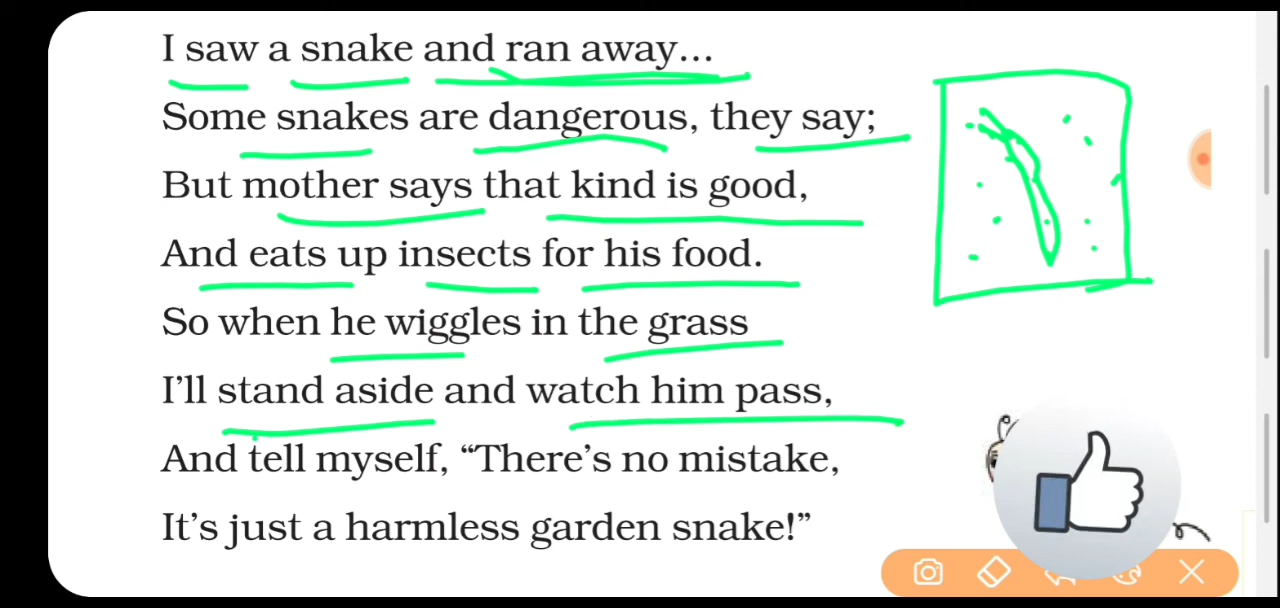 I saw a snake and ran away...
Some snakes are dangerous, they say;
But mother says that kind is good,
And eats up insects for his food.
So when he wiggles in the grass
I'll stand aside and watch him pass,
And tell myself, “There's no mistake,
It's just a harmless garden snake!”